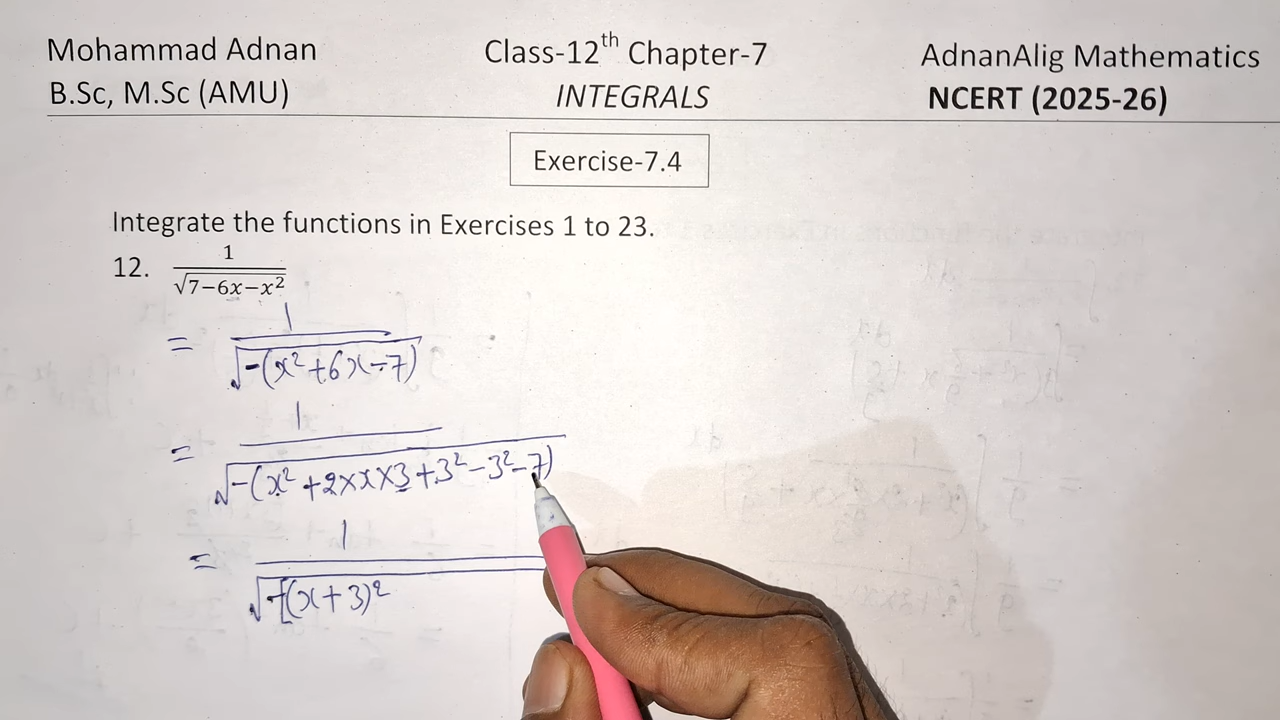 Mohammad Adnan
B.Sc, M.Sc (AMU)
Class-12th Chapter-7
INTEGRALS
AdnanAlig Mathematics
NCERT (2025-26)
Exercise-7.4
Integrate the functions in Exercises 1 to 23.
12. 1/√(7−6x−x²)
= 1/√(-(x²+6x-7))
= 1/√(-(x²+2×x×3+3²-3²-7))
= 1/√(-[(x+3)²